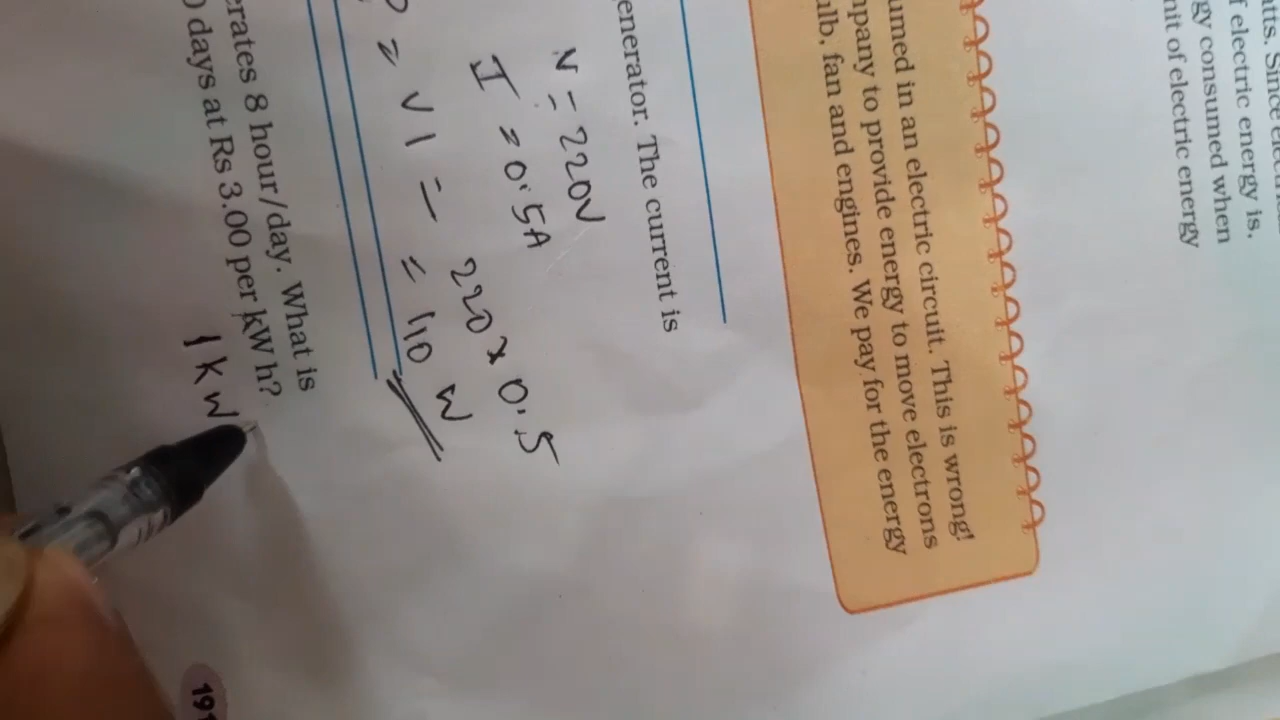 atts. Since
f electric energy is.
gy consumed when
nit of electric energy
umed in an electric circuit. This is wrong!
mpany to provide energy to move electrons
ulb, fan and engines. We pay for the energy
enerator. The current is
V = 220V
I = 0.5A
P = VI = 220 × 0.5
= 110 W
erates 8 hour/day. What is
0 days at Rs 3.00 per kW h?
1 kW
191